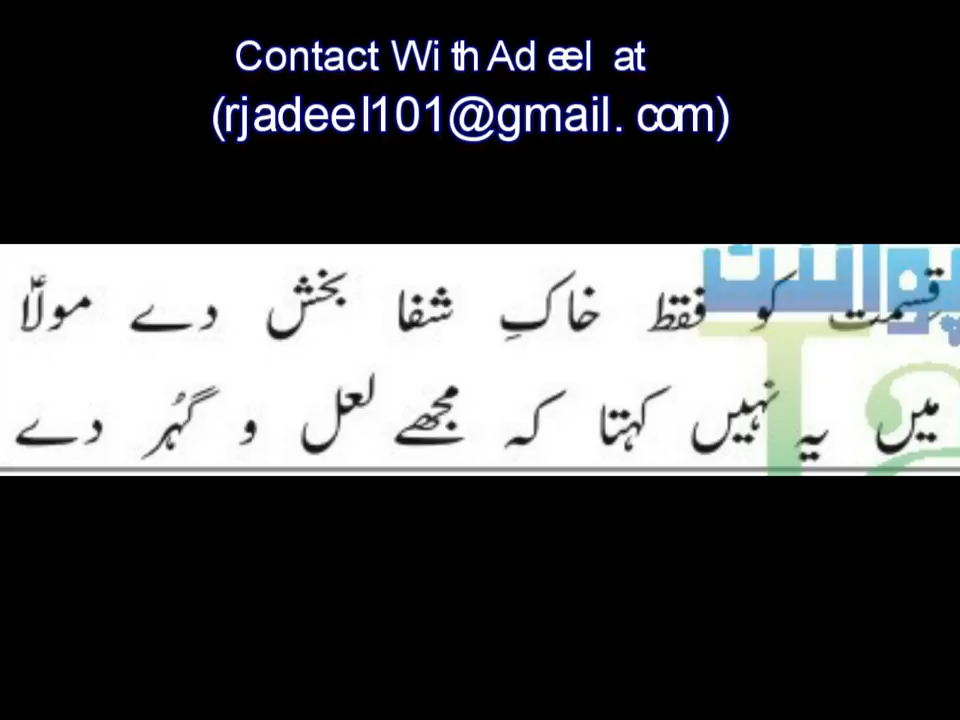 Contact With Adeel at
(rjadeel101@gmail.com)
قسمت کو فقط خاکِ شفا بخش دے مولاؑ
میں یہ نہیں کہتا کہ مجھے لعل و گُہر دے